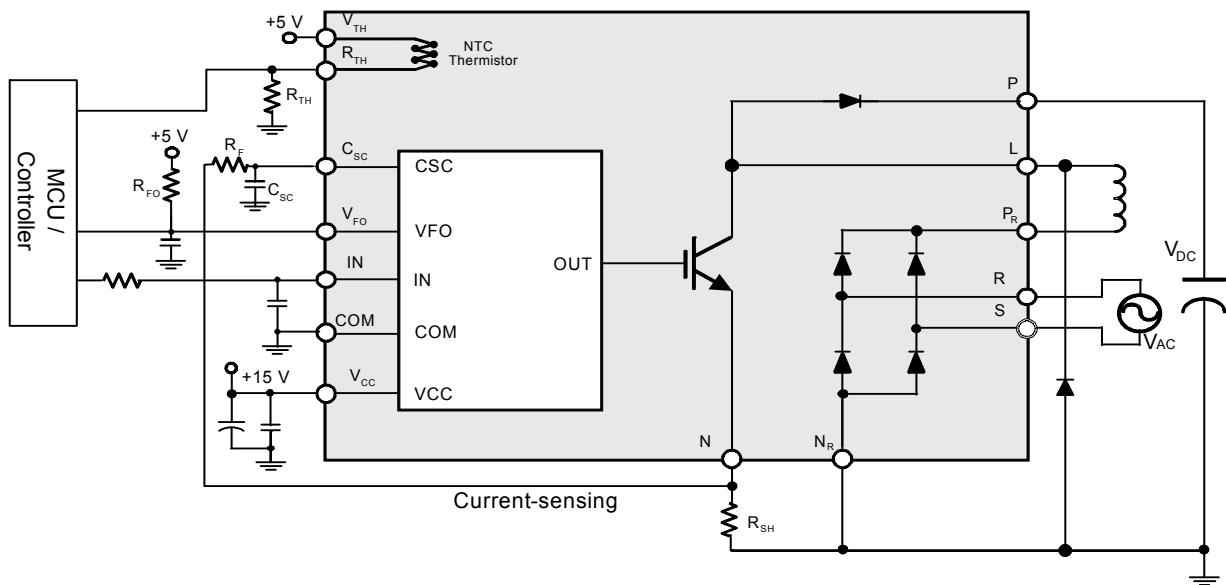 +5 V
VTH
RTH
NTC
Thermistor
RTH
P
+5 V
RF
CSC
CSC
CSC
L
MCU /
Controller
RFO
VFO
VFO
PR
VDC
IN
IN
OUT
R
COM
COM
S
VAC
+15 V
VCC
VCC
N
NR
Current-sensing
RSH